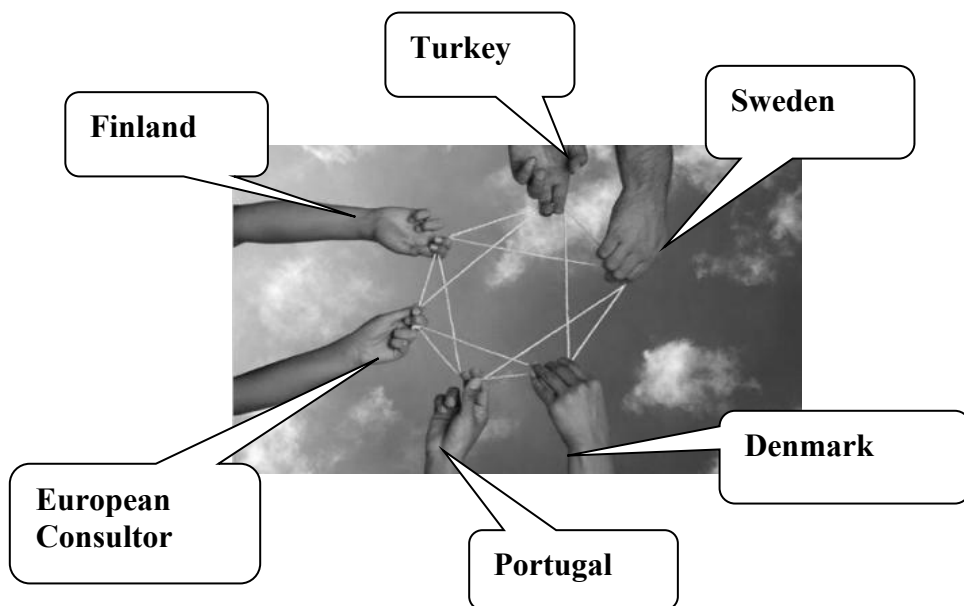 Turkey
Sweden
Finland
Denmark
European
Consultor
Portugal